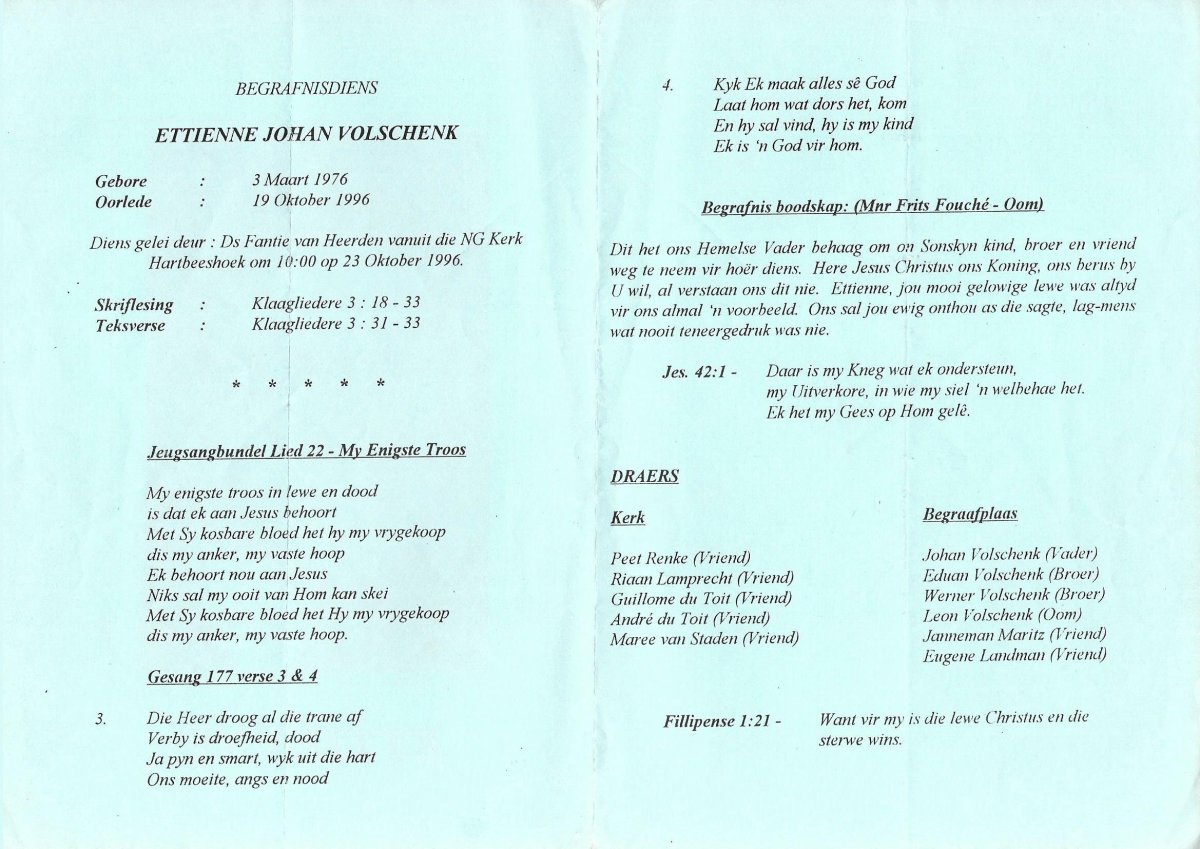 BEGRAFNISDIENS
ETTIENNE JOHAN VOLSCHENK
Gebore : 3 Maart 1976
Oorlede : 19 Oktober 1996
Diens gelei deur : Ds Fantie van Heerden vanuit die NG Kerk
Hartbeeshoek om 10:00 op 23 Oktober 1996.
Skriflesing : Klaagliedere 3 : 18 - 33
Teksverse : Klaagliedere 3 : 31 - 33
* * * * *
Jeugsangbundel Lied 22 - My Enigste Troos
My enigste troos in lewe en dood
is dat ek aan Jesus behoort
Met Sy kosbare bloed het hy my vrygekoop
dis my anker, my vaste hoop
Ek behoort nou aan Jesus
Niks sal my ooit van Hom kan skei
Met Sy kosbare bloed het Hy my vrygekoop
dis my anker, my vaste hoop.
Gesang 177 verse 3 & 4
3. Die Heer droog al die trane af
Verby is droefheid, dood
Ja pyn en smart, wyk uit die hart
Ons moeite, angs en nood
4. Kyk Ek maak alles sê God
Laat hom wat dors het, kom
En hy sal vind, hy is my kind
Ek is ‘n God vir hom.
Begrafnis boodskap: (Mnr Frits Fouché - Oom)
Dit het ons Hemelse Vader behaag om on Sonskyn kind, broer en vriend
weg te neem vir hoër diens. Here Jesus Christus ons Koning, ons berus by
U wil, al verstaan ons dit nie. Ettienne, jou mooi gelowige lewe was altyd
vir ons almal ‘n voorbeeld. Ons sal jou ewig onthou as die sagte, lag-mens
wat nooit teneergedruk was nie.
Jes. 42:1 - Daar is my Kneg wat ek ondersteun,
my Uitverkore, in wie my siel ‘n welbehae het.
Ek het my Gees op Hom gelê.
DRAERS
Kerk
Peet Renke (Vriend)
Riaan Lamprecht (Vriend)
Guillome du Toit (Vriend)
André du Toit (Vriend)
Maree van Staden (Vriend)
Begraafplaas
Johan Volschenk (Vader)
Eduan Volschenk (Broer)
Werner Volschenk (Broer)
Leon Volschenk (Oom)
Janneman Maritz (Vriend)
Eugene Landman (Vriend)
Fillipense 1:21 - Want vir my is die lewe Christus en die
sterwe wins.